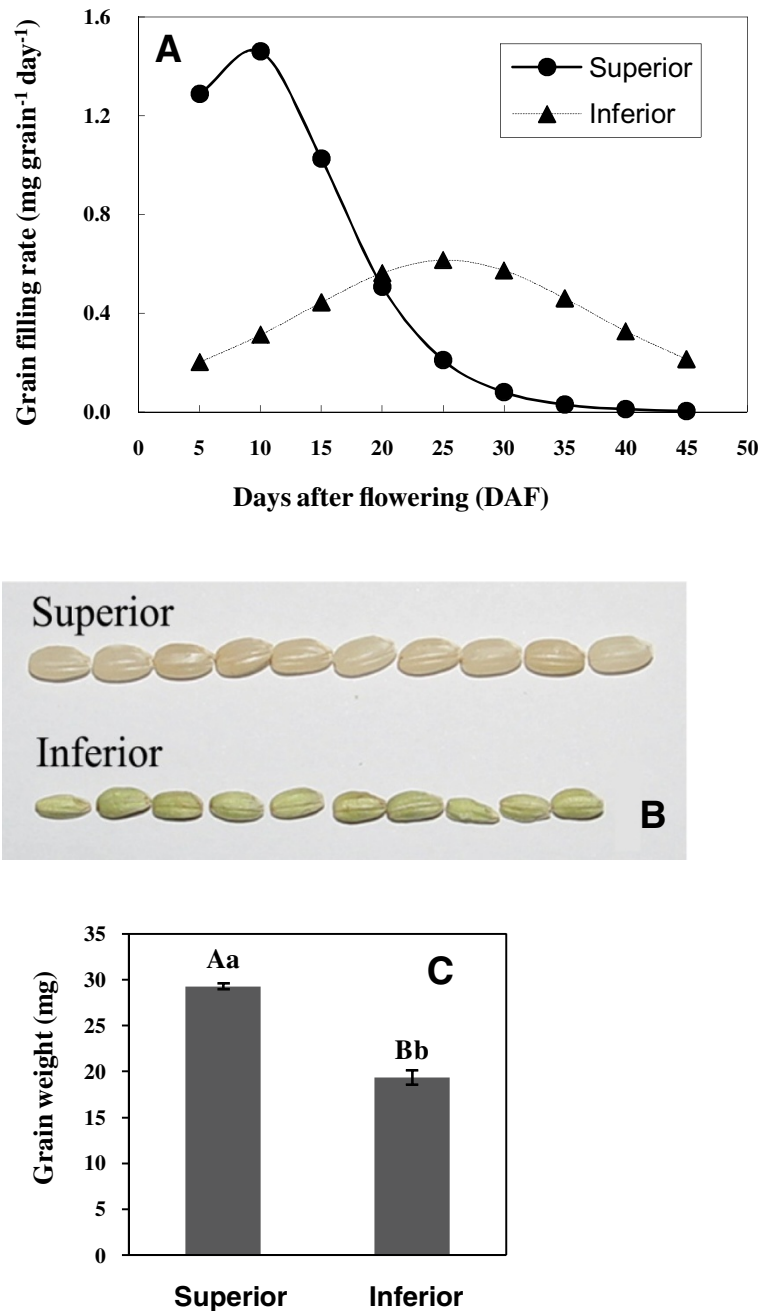 A
Superior
Inferior
Grain filling rate (mg grain⁻¹ day⁻¹)
1.6
1.2
0.8
0.4
0.0
0 5 10 15 20 25 30 35 40 45 50
Days after flowering (DAF)
Superior
Inferior
B
C
Grain weight (mg)
35
30
25
20
15
10
5
0
Aa
Bb
Superior Inferior